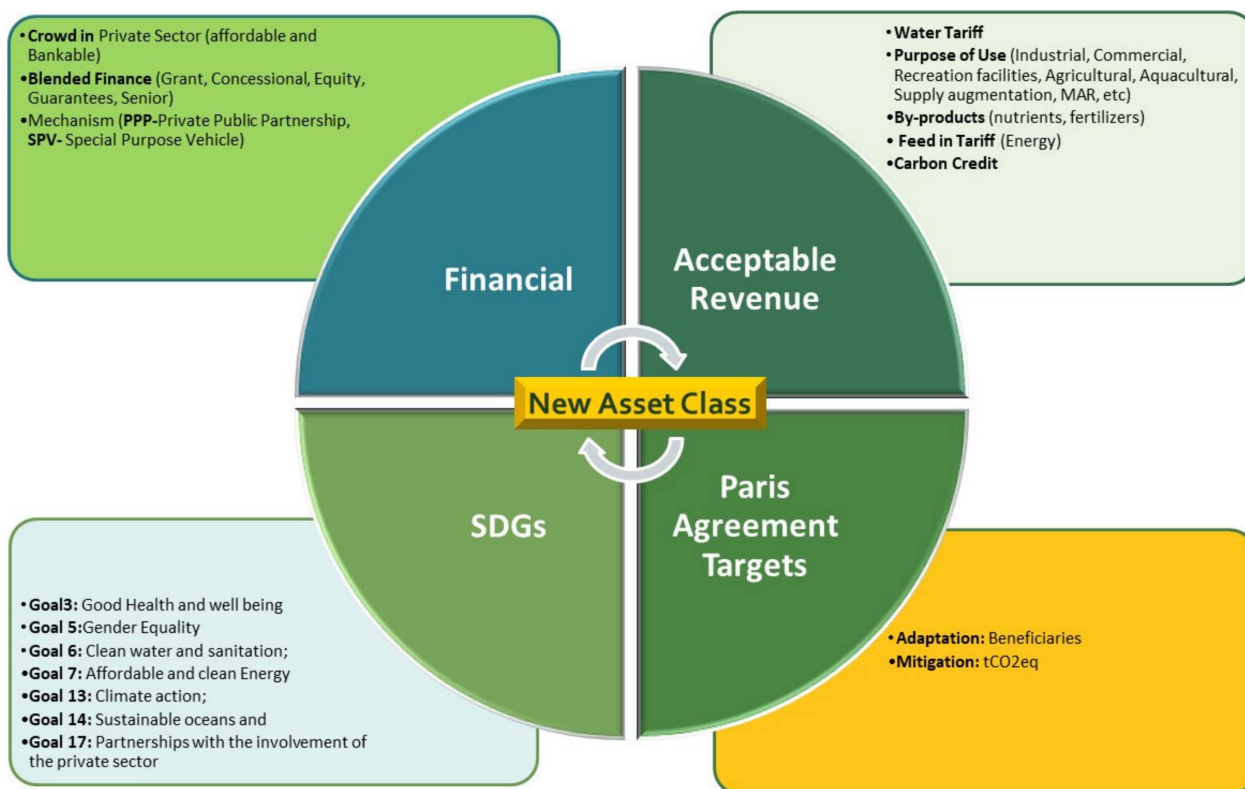 •Crowd in Private Sector (affordable and
Bankable)
•Blended Finance (Grant, Concessional, Equity,
Guarantees, Senior)
•Mechanism (PPP-Private Public Partnership,
SPV- Special Purpose Vehicle)
• Water Tariff
•Purpose of Use (Industrial, Commercial,
Recreation facilities, Agricultural, Aquacultural,
Supply augmentation, MAR, etc)
•By-products (nutrients, fertilizers)
• Feed in Tariff (Energy)
•Carbon Credit
Financial
Acceptable
Revenue
New Asset Class
SDGs
Paris
Agreement
Targets
•Goal3: Good Health and well being
•Goal 5:Gender Equality
•Goal 6: Clean water and sanitation;
•Goal 7: Affordable and clean Energy
•Goal 13: Climate action;
•Goal 14: Sustainable oceans and
•Goal 17: Partnerships with the involvement of
the private sector
•Adaptation: Beneficiaries
•Mitigation: tCO2eq